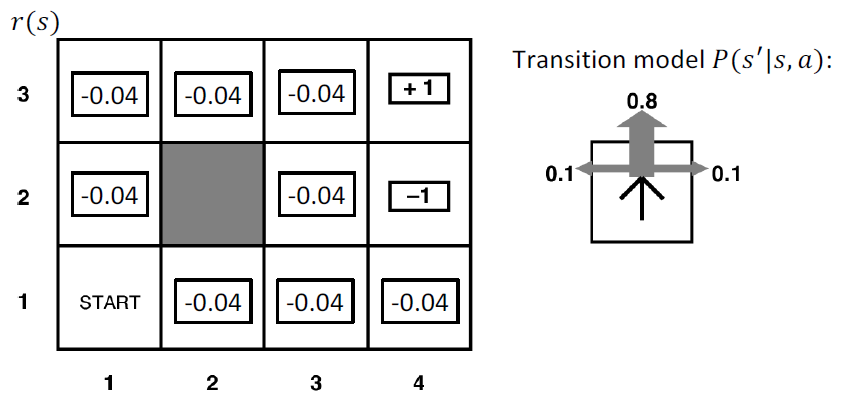 r(s)
Transition model P(s′|s, a):
3 -0.04 -0.04 -0.04 + 1
0.8
0.1 0.1
2 -0.04 -0.04 –1
1 START -0.04 -0.04 -0.04
1 2 3 4